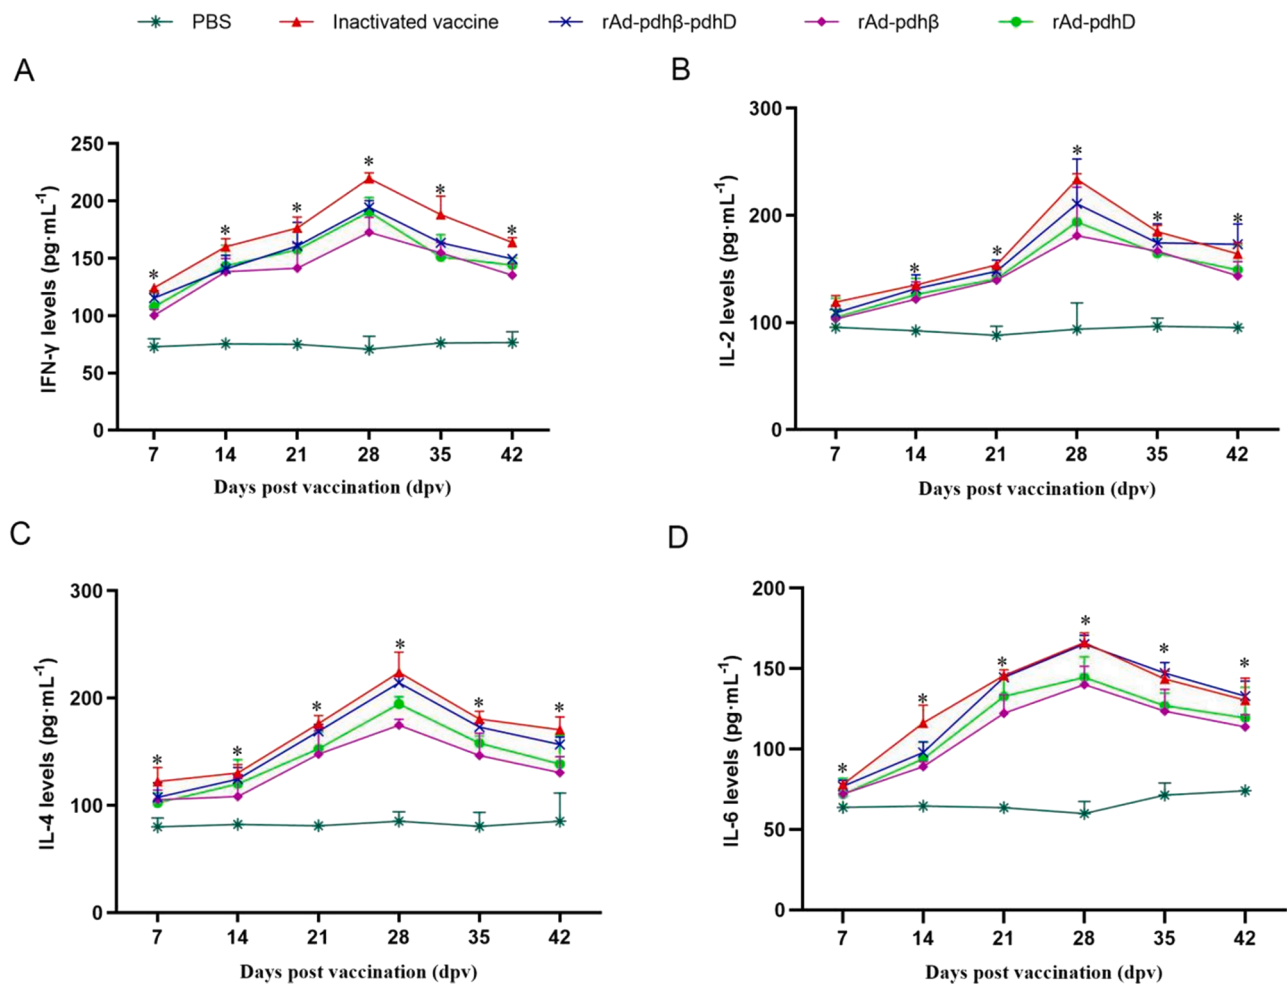 PBS Inactivated vaccine rAd-pdhβ-pdhD rAd-pdhβ rAd-pdhD
A
IFN-γ levels (pg·mL⁻¹)
250
200
150
100
50
0
* * * * * *
7 14 21 28 35 42
Days post vaccination (dpv)
B
IL-2 levels (pg·mL⁻¹)
300
200
100
0
* * * * *
7 14 21 28 35 42
Days post vaccination (dpv)
C
IL-4 levels (pg·mL⁻¹)
300
200
100
0
* * * * * *
7 14 21 28 35 42
Days post vaccination (dpv)
D
IL-6 levels (pg·mL⁻¹)
200
150
100
50
0
* * * * * *
7 14 21 28 35 42
Days post vaccination (dpv)